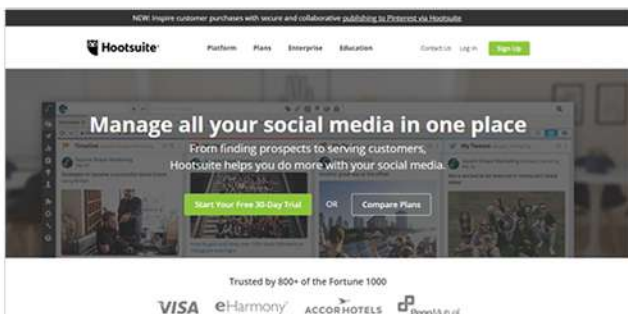 NEW! Inspire customer purchases with secure and collaborative publishing to Pinterest via Hootsuite
Hootsuite
Platform Plans Enterprise Education Contact Us Log in Sign Up
Manage all your social media in one place
From finding prospects to serving customers,
Hootsuite helps you do more with your social media.
Start Your Free 30-Day Trial OR Compare Plans
Trusted by 800+ of the Fortune 1000
VISA eHarmony ACCORHOTELS